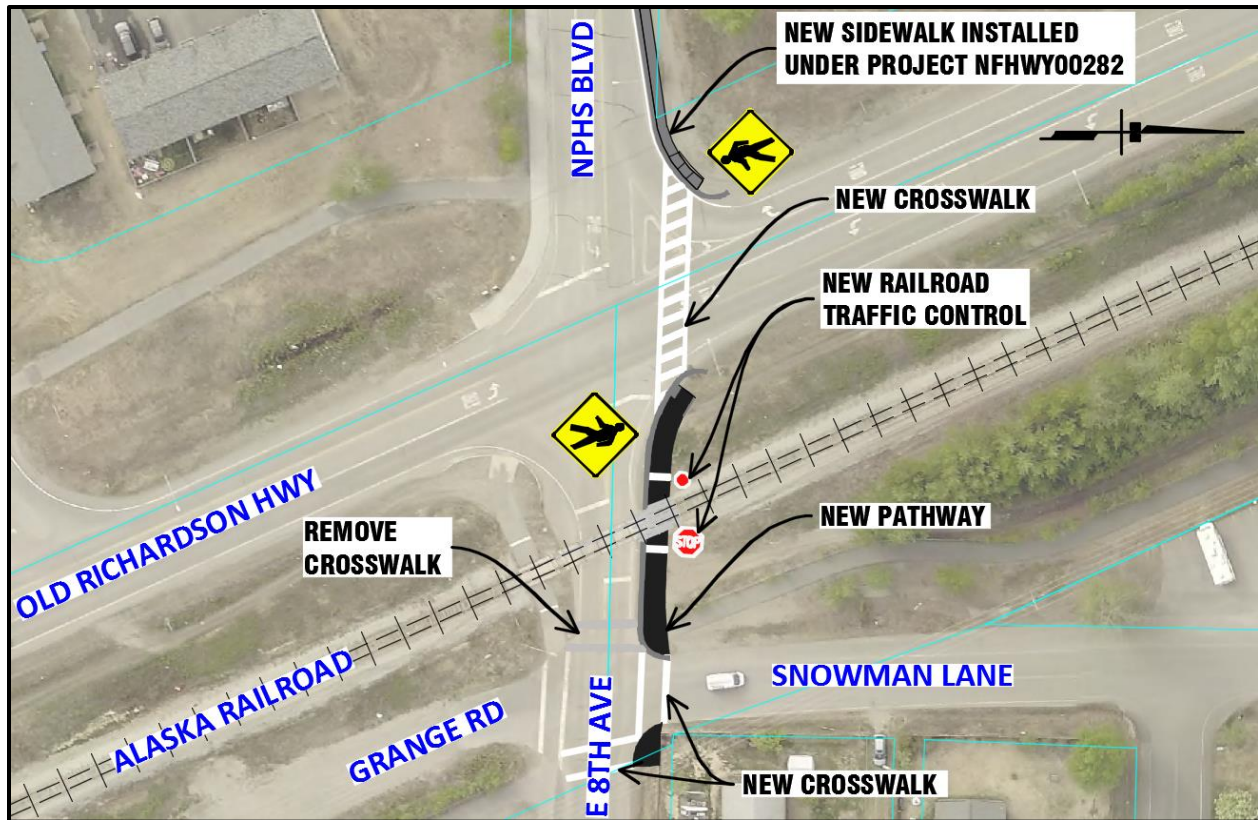 NPHS BLVD
NEW SIDEWALK INSTALLED
UNDER PROJECT NFHWY00282
NEW CROSSWALK
NEW RAILROAD
TRAFFIC CONTROL
OLD RICHARDSON HWY
REMOVE
CROSSWALK
STOP
NEW PATHWAY
ALASKA RAILROAD
GRANGE RD
E 8TH AVE
SNOWMAN LANE
NEW CROSSWALK